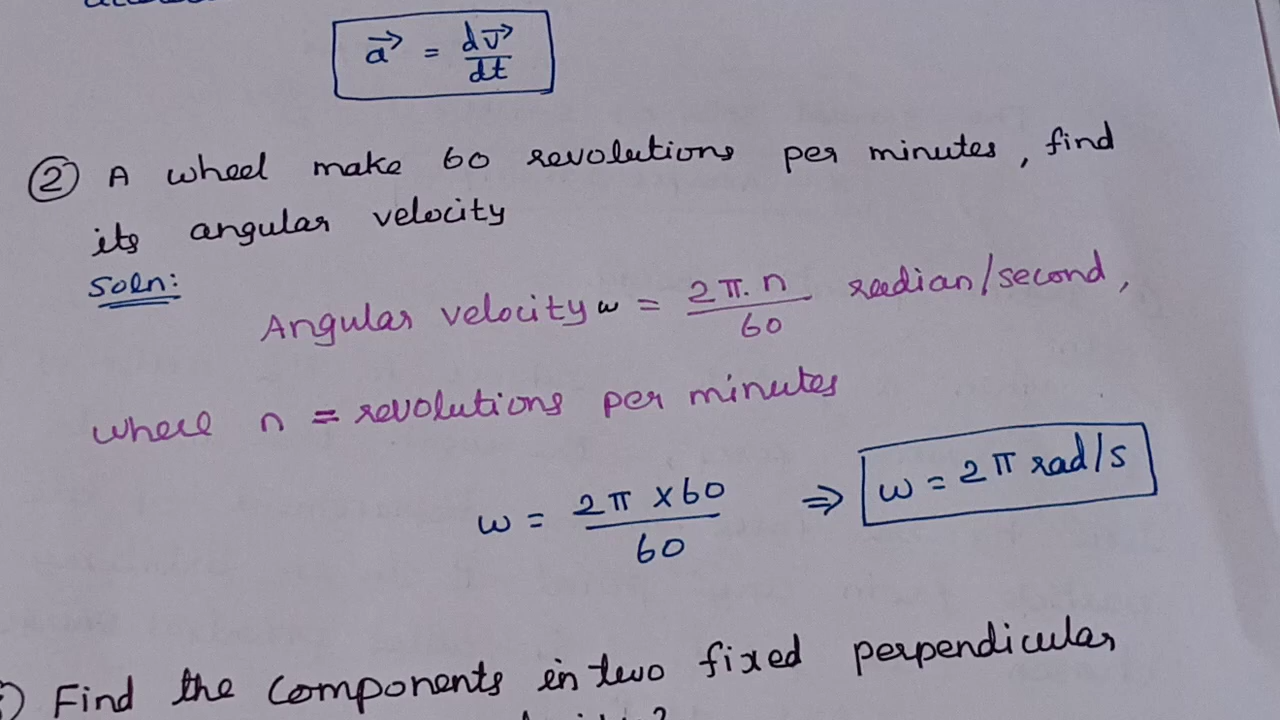 a⃗ = dv⃗/dt
② A wheel make 60 revolutions per minutes, find
its angular velocity
Soln:
Angular velocity w = 2π.n/60 radian/second,
where n = revolutions per minutes
w = 2π x 60/60 ⇒ w = 2π rad/s
) Find the components in two fixed perpendicular